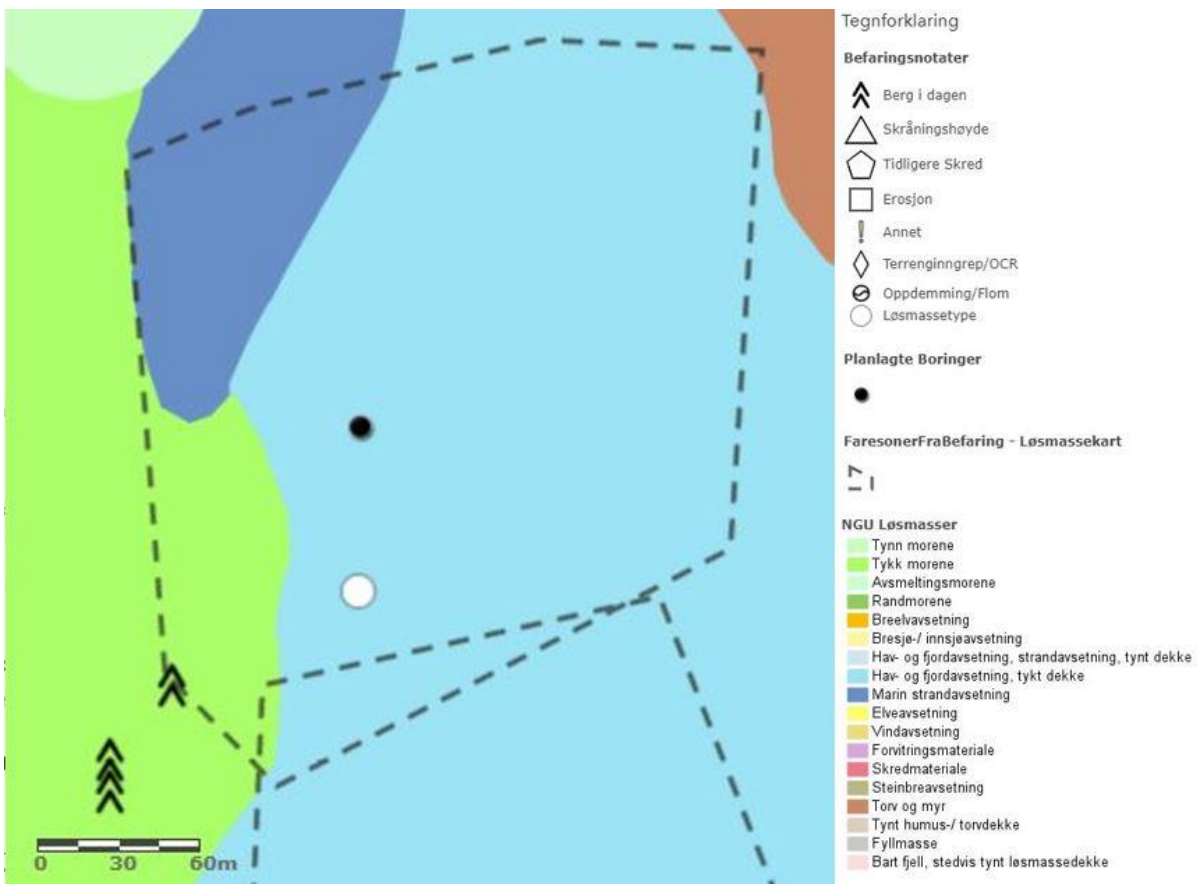 Tegnforklaring
Befaringsnotater
Berg i dagen
Skråningshøyde
Tidligere Skred
Erosjon
Annet
Terrenginngrep/OCR
Oppdemming/Flom
Løsmassetype
Planlagte Boringer
FaresonerFraBefaring - Løsmassekart
NGU Løsmasser
Tynn morene
Tykk morene
Avsmeltingsmorene
Randmorene
Breelvavsetning
Bresjø-/ innsjøavsetning
Hav- og fjordavsetning, strandavsetning, tynt dekke
Hav- og fjordavsetning, tykt dekke
Marin strandavsetning
Elveavsetning
Vindavsetning
Forvitringsmateriale
Skredmateriale
Steinbreavsetning
Torv og myr
Tynt humus-/ torvdekke
Fyllmasse
Bart fjell, stedvis tynt løsmassedekke
0 30 60m